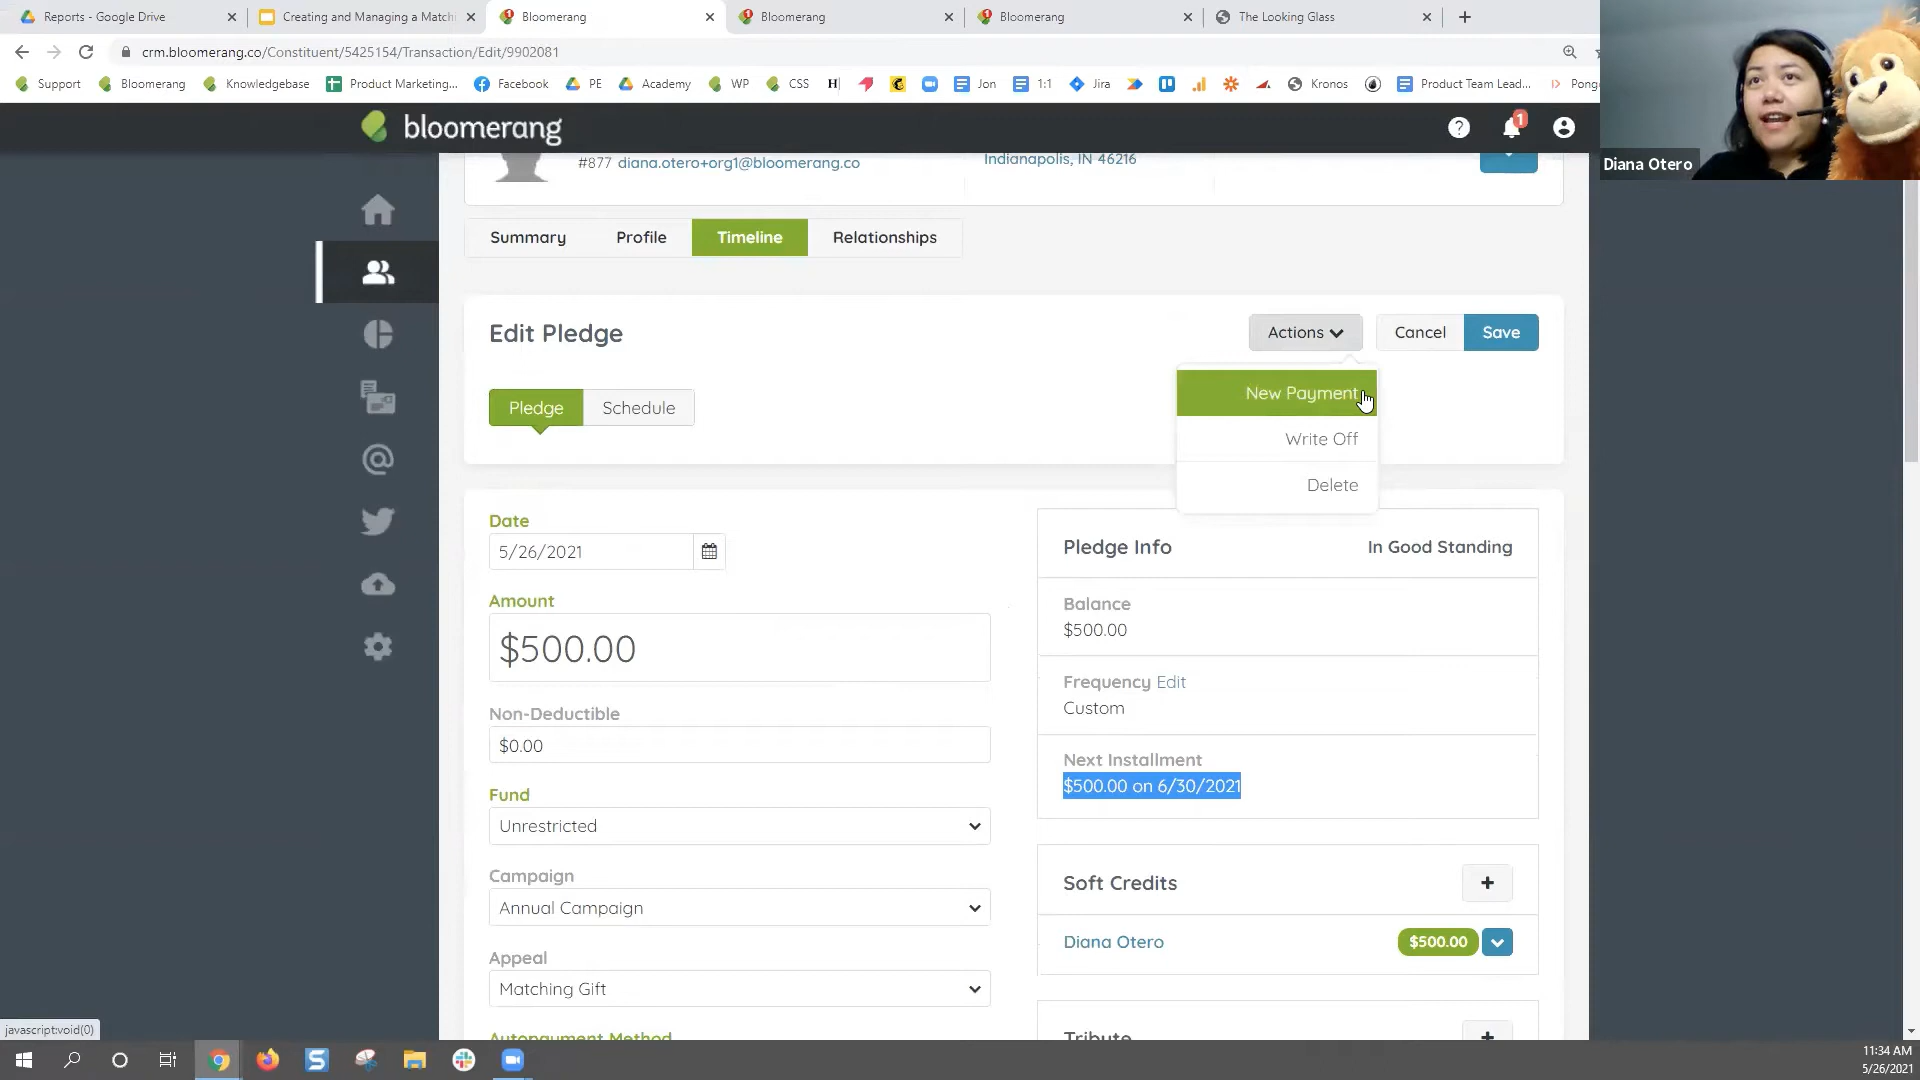 Reports - Google Drive
Creating and Managing a Matchi
Bloomerang
Bloomerang
Bloomerang
The Looking Glass
crm.bloomerang.co/Constituent/5425154/Transaction/Edit/9902081
Support
Bloomerang
Knowledgebase
Product Marketing...
Facebook
PE
Academy
WP
CSS
H
Jon
1:1
Jira
Kronos
Product Team Lead...
Pong
bloomerang
1
Diana Otero
#877 diana.otero+org1@bloomerang.co
Indianapolis, IN 46216
Summary
Profile
Timeline
Relationships
Edit Pledge
Actions
Cancel
Save
New Payment
Write Off
Delete
Pledge
Schedule
Date
5/26/2021
Amount
$500.00
Non-Deductible
$0.00
Fund
Unrestricted
Campaign
Annual Campaign
Appeal
Matching Gift
Autopayment Method
Pledge Info
In Good Standing
Balance
$500.00
Frequency Edit
Custom
Next Installment
$500.00 on 6/30/2021
Soft Credits
+
Diana Otero
$500.00
Tribute
+
javascript:void(0)
11:34 AM
5/26/2021